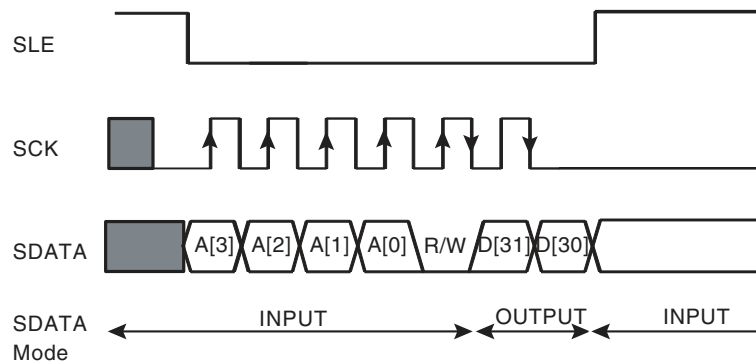 SLE
SCK
SDATA A[3] A[2] A[1] A[0] R/W D[31] D[30]
SDATA Mode INPUT OUTPUT INPUT